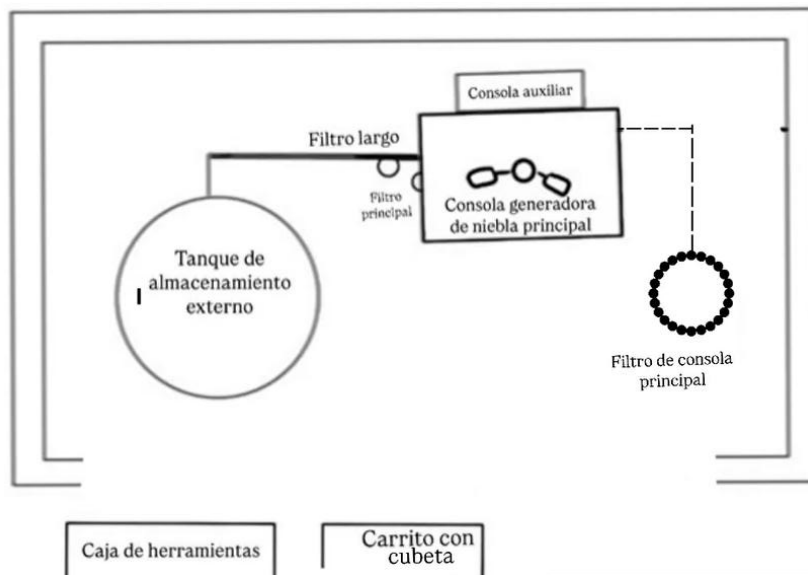 Consola auxiliar
Filtro largo
Filtro
principal
Consola generadora
de niebla principal
Tanque de
almacenamiento
externo
Filtro de consola
principal
Caja de herramientas
Carrito con
cubeta